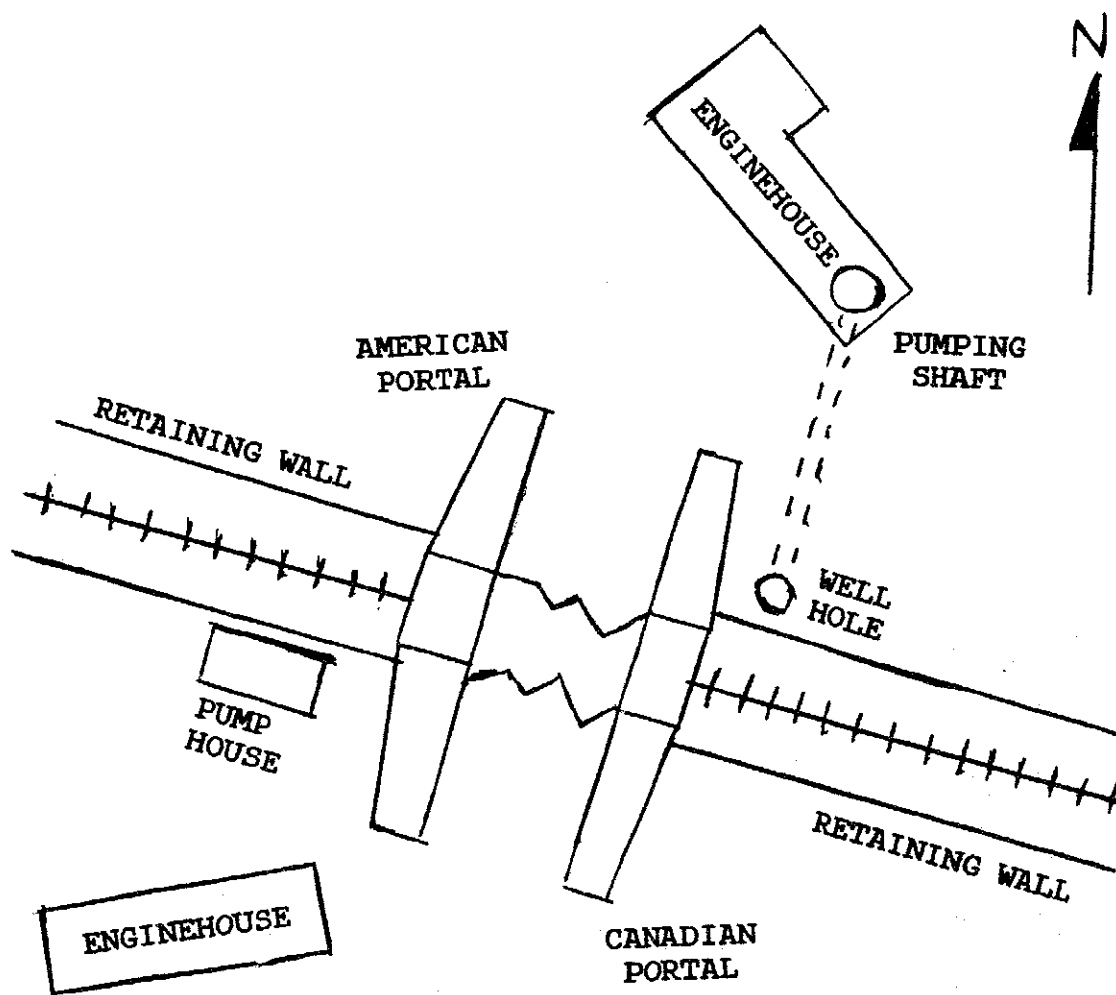 N
ENGINEHOUSE
PUMPING
SHAFT
AMERICAN
PORTAL
RETAINING WALL
WELL
HOLE
PUMP
HOUSE
RETAINING WALL
ENGINEHOUSE
CANADIAN
PORTAL